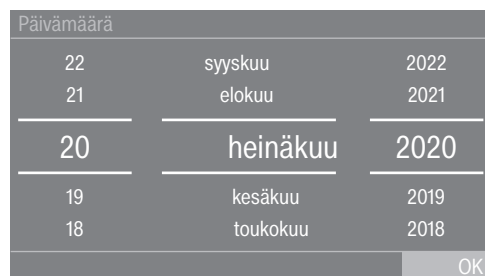 Päivämäärä
22 syyskuu 2022
21 elokuu 2021
20 heinäkuu 2020
19 kesäkuu 2019
18 toukokuu 2018
OK